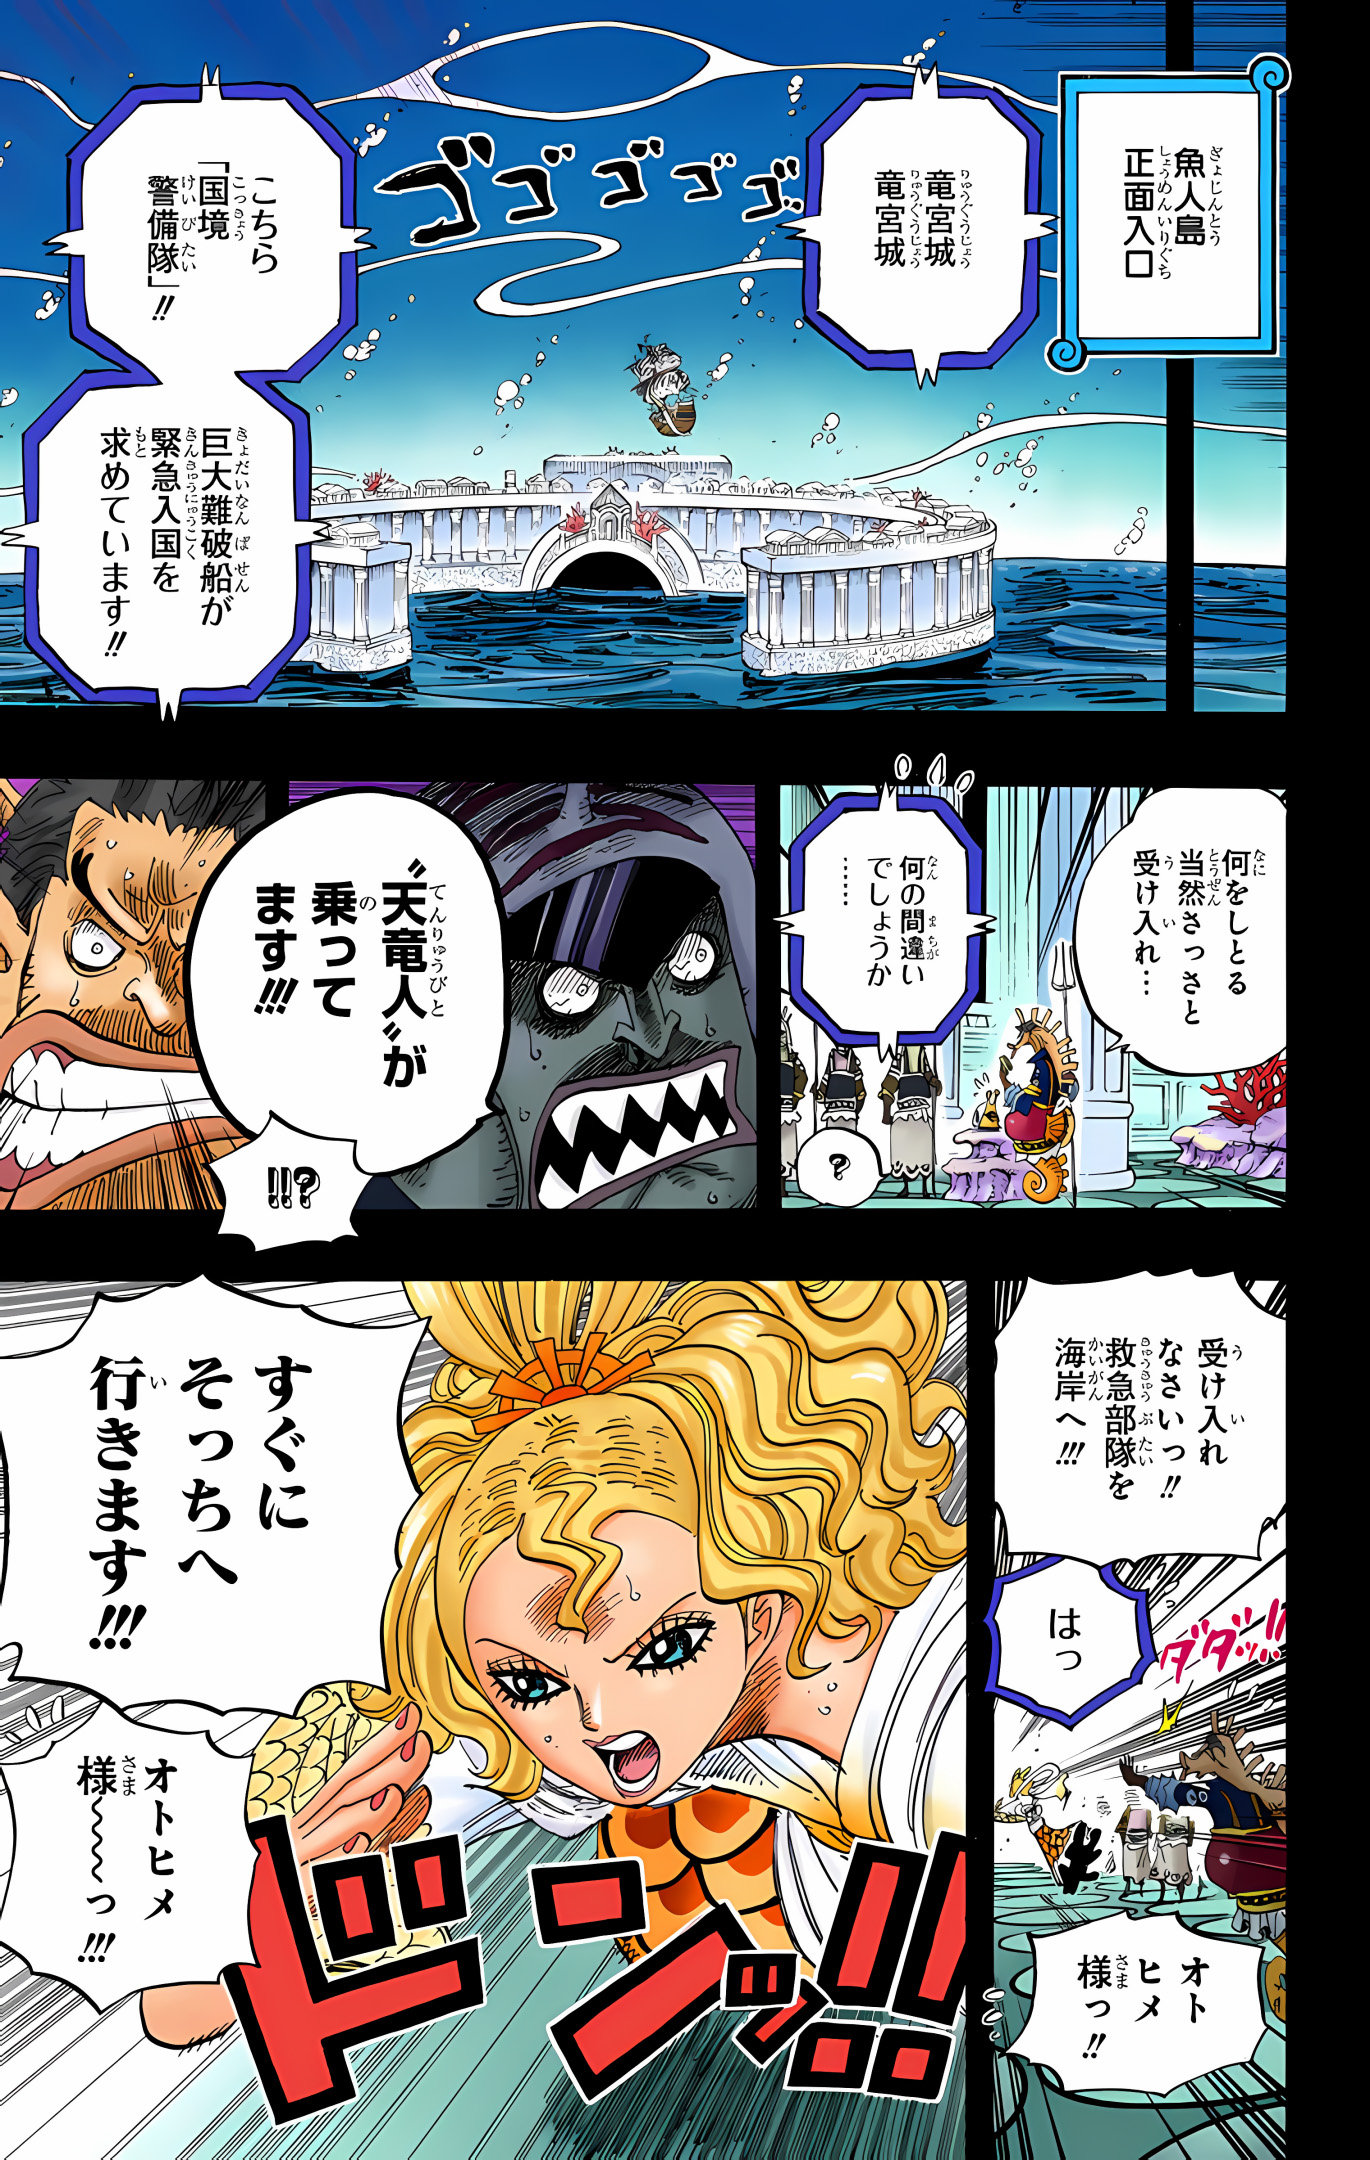 魚人島
正面入口
竜宮城
竜宮城
ゴゴゴゴゴ
こちら
「国境
警備隊」!!
巨大難破船が
緊急入国を
求めています!!
何をしとる
当然さっさと
受け入れ…
何の間違い
でしょうか
……
?
〝天竜人〟が
乗って
ます!!!
!!?
受け入れ
なさいっ!!
救急部隊を
海岸へ!!!
はっ
ダダッ!!
オト
ヒメ
様っ!!
すぐに
そっちへ
行きます!!!
オトヒメ
様〜〜〜っ!!!
ドンッ!!